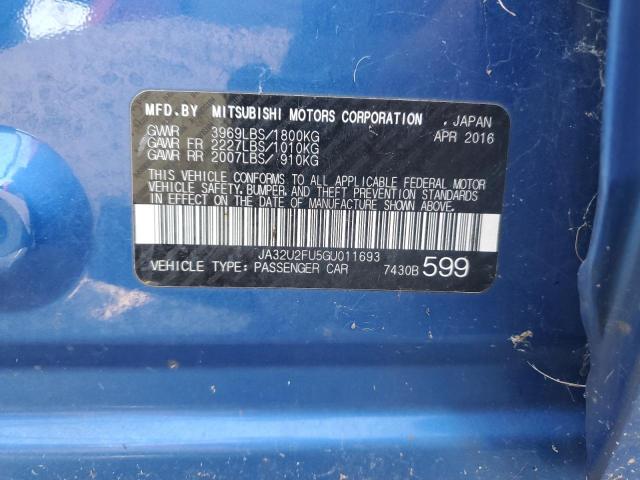 MFD.BY MITSUBISHI MOTORS CORPORATION , JAPAN
GVWR 3969LBS/1800KG APR 2016
GAWR FR 2227LBS/1010KG
GAWR RR 2007LBS/ 910KG
THIS VEHICLE CONFORMS TO ALL APPLICABLE FEDERAL MOTOR
VEHICLE SAFETY, BUMPER, AND THEFT PREVENTION STANDARDS
IN EFFECT ON THE DATE OF MANUFACTURE SHOWN ABOVE.
JA32U2FU5GU011693
VEHICLE TYPE: PASSENGER CAR 7430B 599